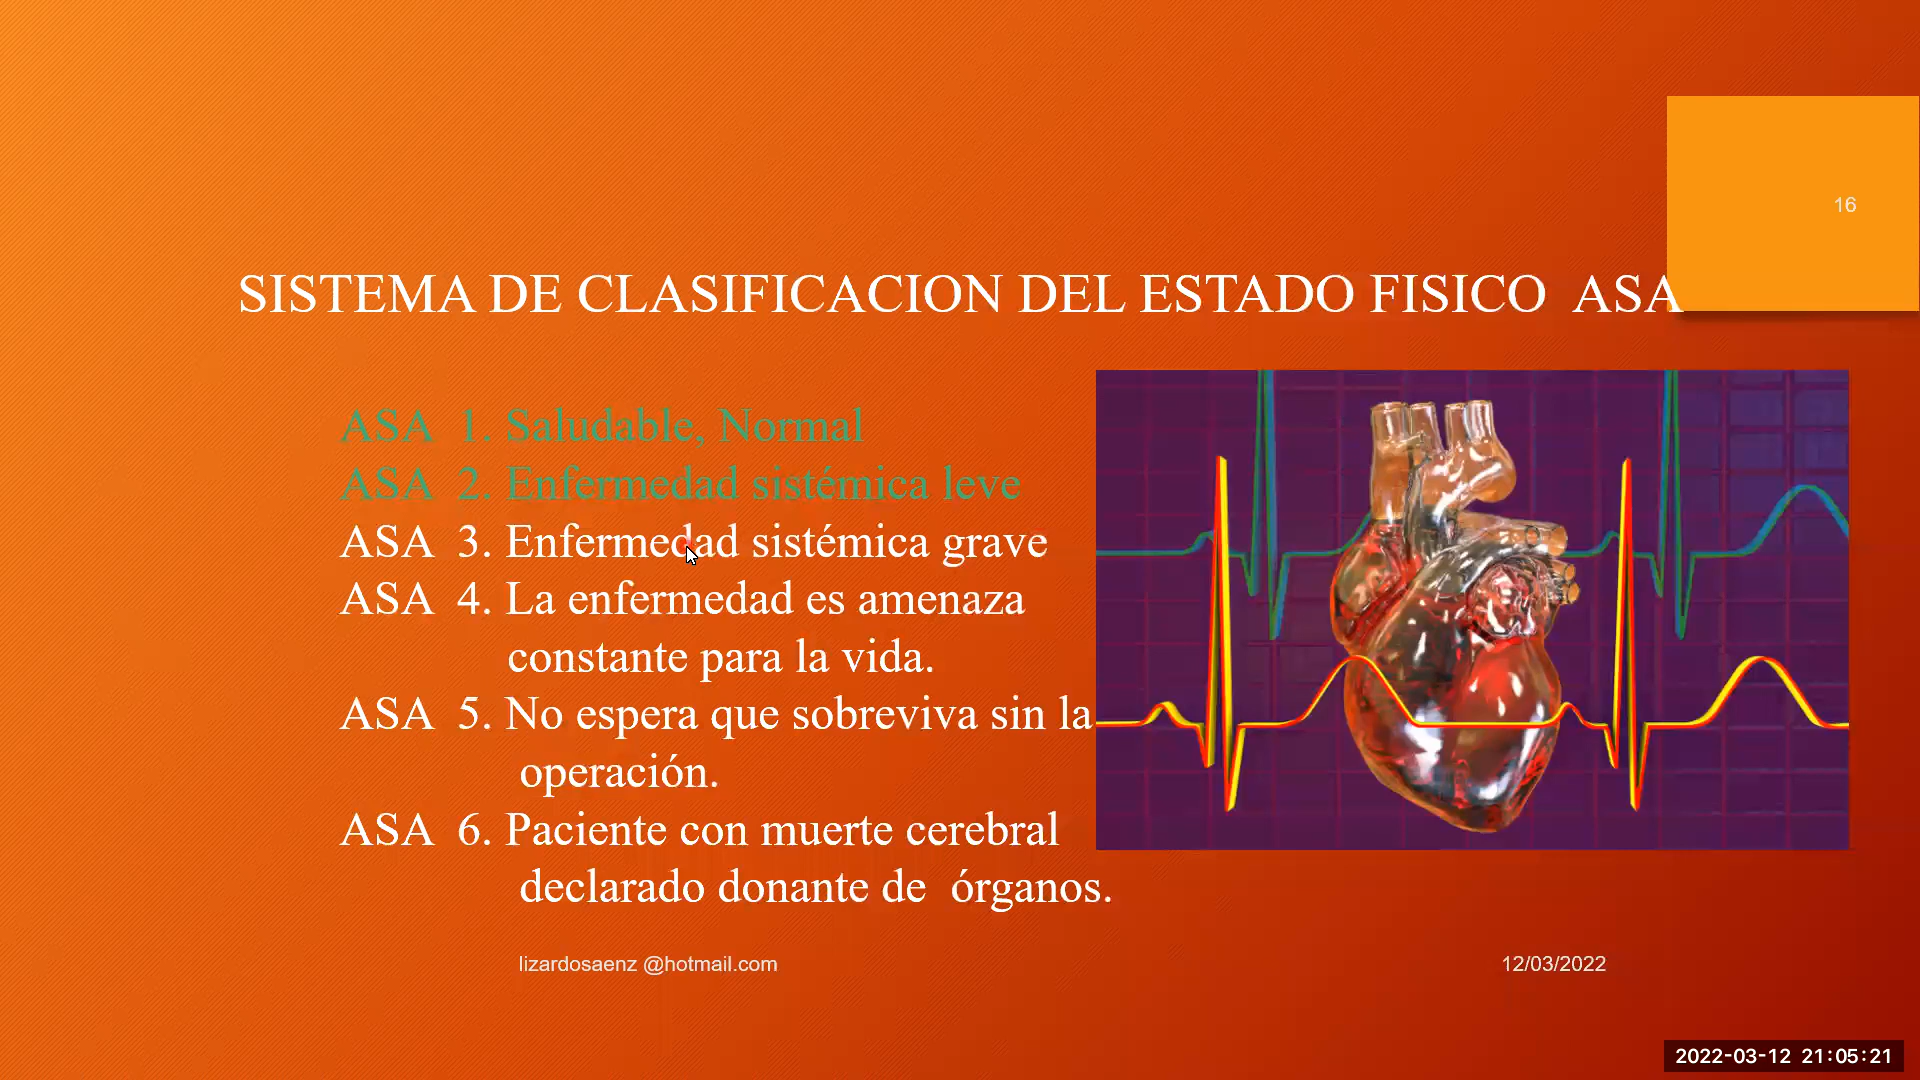 16
SISTEMA DE CLASIFICACION DEL ESTADO FISICO ASA
ASA 1. Saludable, Normal
ASA 2. Enfermedad sistémica leve
ASA 3. Enfermedad sistémica grave
ASA 4. La enfermedad es amenaza
constante para la vida.
ASA 5. No espera que sobreviva sin la
operación.
ASA 6. Paciente con muerte cerebral
declarado donante de órganos.
lizardosaenz @hotmail.com
12/03/2022
2022-03-12 21:05:21